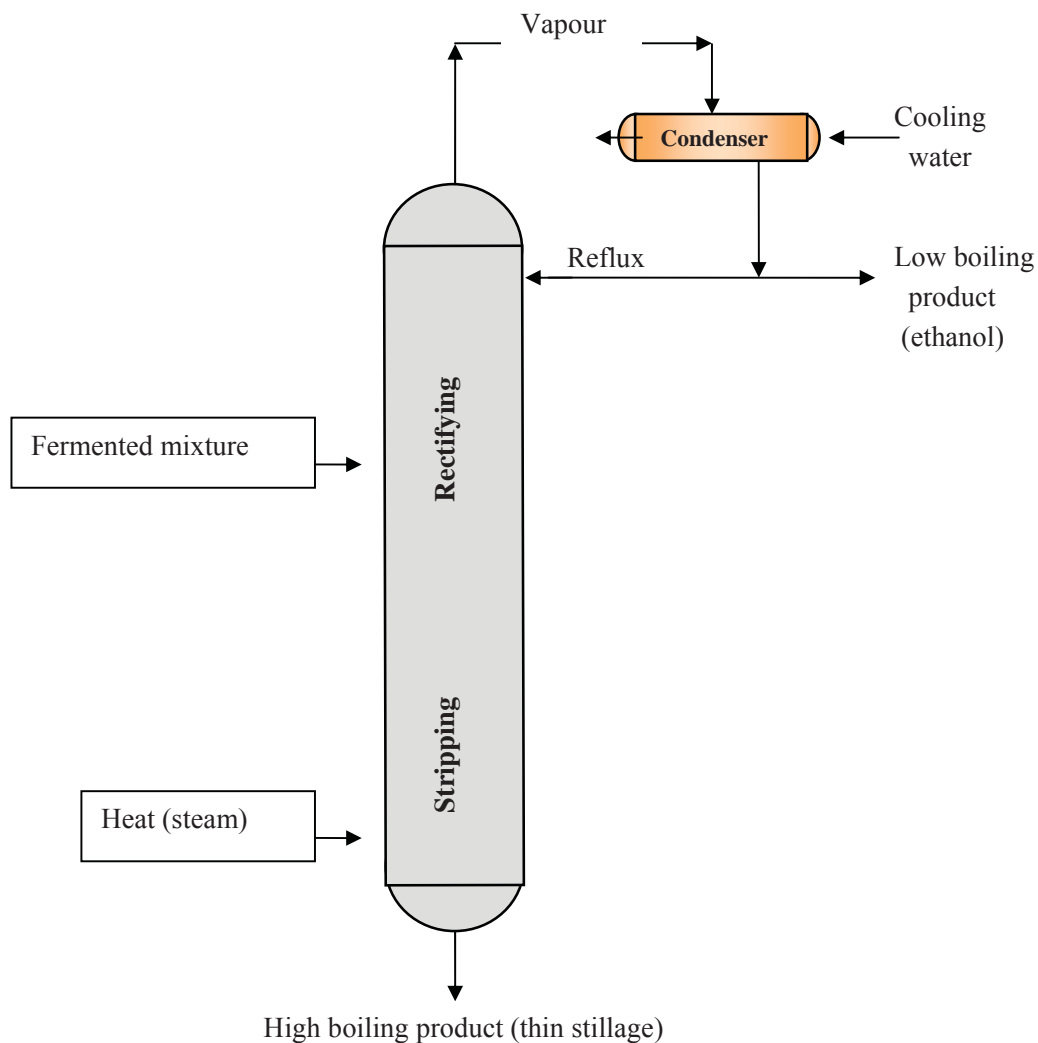 Vapour
Condenser
Cooling
water
Reflux
Low boiling
product
(ethanol)
Rectifying
Fermented mixture
Stripping
Heat (steam)
High boiling product (thin stillage)